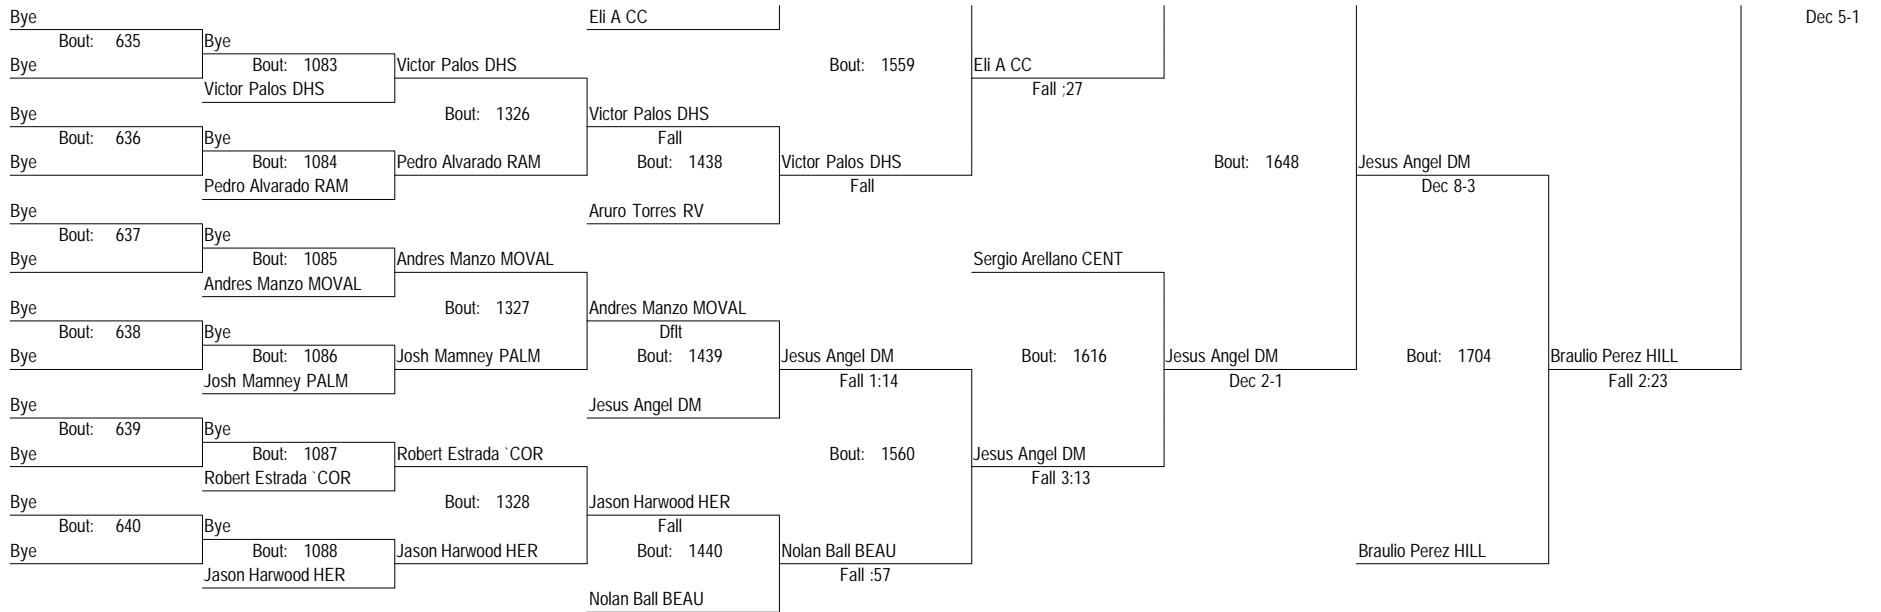 Bye Eli A CC Dec 5-1
Bout: 635 Bye
Bye Bout: 1083 Victor Palos DHS Bout: 1559 Eli A CC
Victor Palos DHS Fall ;27
Bye Bout: 1326 Victor Palos DHS
Bout: 636 Bye Fall
Bye Bout: 1084 Pedro Alvarado RAM Bout: 1438 Victor Palos DHS Bout: 1648 Jesus Angel DM
Pedro Alvarado RAM Fall Dec 8-3
Bye Aruro Torres RV
Bout: 637 Bye
Bye Bout: 1085 Andres Manzo MOVAL Sergio Arellano CENT
Andres Manzo MOVAL
Bye Bout: 1327 Andres Manzo MOVAL
Bout: 638 Bye Dflt
Bye Bout: 1086 Josh Mamney PALM Bout: 1439 Jesus Angel DM Bout: 1616 Jesus Angel DM Bout: 1704 Braulio Perez HILL
Josh Mamney PALM Fall 1:14 Dec 2-1 Fall 2:23
Bye Jesus Angel DM
Bout: 639 Bye
Bye Bout: 1087 Robert Estrada `COR Bout: 1560 Jesus Angel DM
Robert Estrada `COR Fall 3:13
Bye Bout: 1328 Jason Harwood HER
Bout: 640 Bye Fall
Bye Bout: 1088 Jason Harwood HER Bout: 1440 Nolan Ball BEAU Braulio Perez HILL
Jason Harwood HER Fall :57
Nolan Ball BEAU